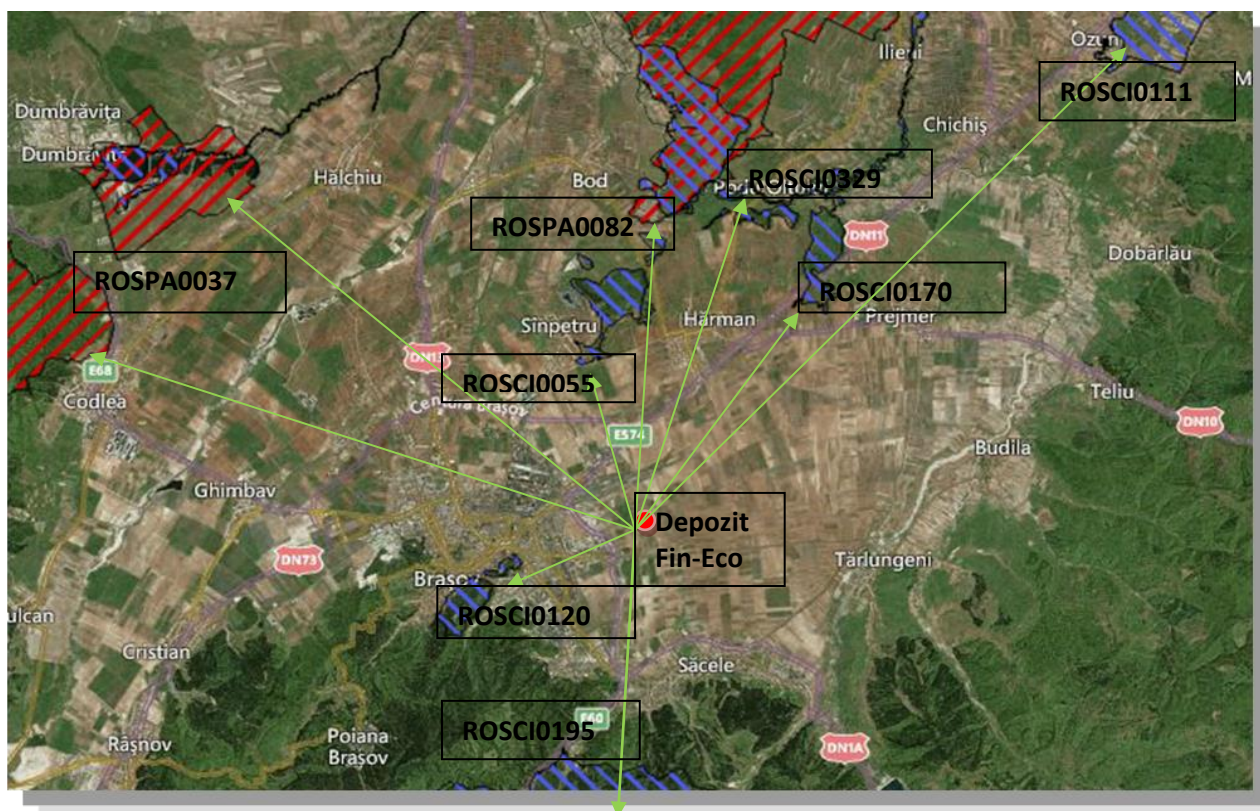 Ozun
Ilieni
ROSCI0111
Dumbrăvița
Chichiș
Hălchiu
Bod
ROSCI0329
ROSPA0082
DN11
Dobârlău
ROSPA0037
ROSCI0170
Sînpetru
Hărman
Prejmer
DN13
E68
ROSCI0055
Codlea
Centura Brașov
Teliu
DN10
E574
Budila
Ghimbav
Depozit
Fin-Eco
DN73
Tărlungeni
Brașov
ROSCI0120
ulcan
Cristian
Săcele
ROSCI0195
E60
Râșnov
Poiana
Brașov
DN1A